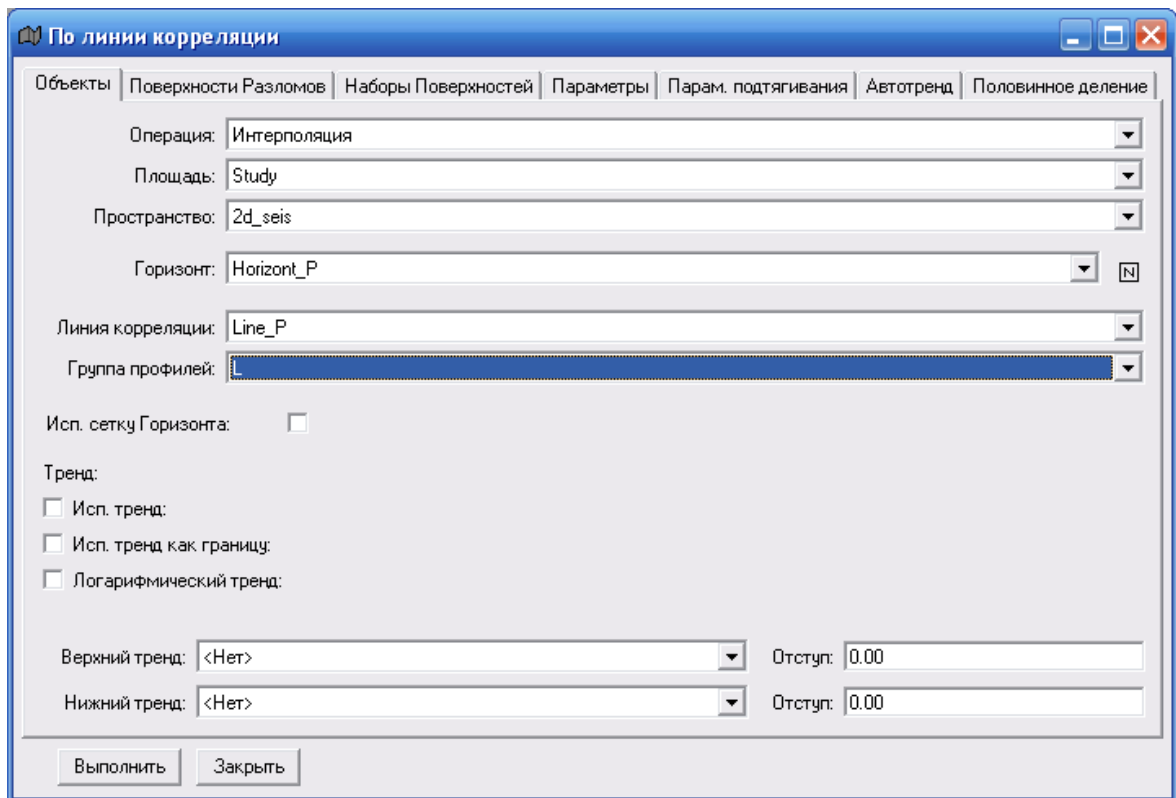 По линии корреляции
Объекты Поверхности Разломов Наборы Поверхностей Параметры Парам. подтягивания Автотренд Половинное деление
Операция: Интерполяция
Площадь: Study
Пространство: 2d_seis
Горизонт: Horizont_P N
Линия корреляции: Line_P
Группа профилей: L
Исп. сетку Горизонта:
Тренд:
Исп. тренд:
Исп. тренд как границу:
Логарифмический тренд:
Верхний тренд: <Нет> Отступ: 0.00
Нижний тренд: <Нет> Отступ: 0.00
Выполнить Закрыть